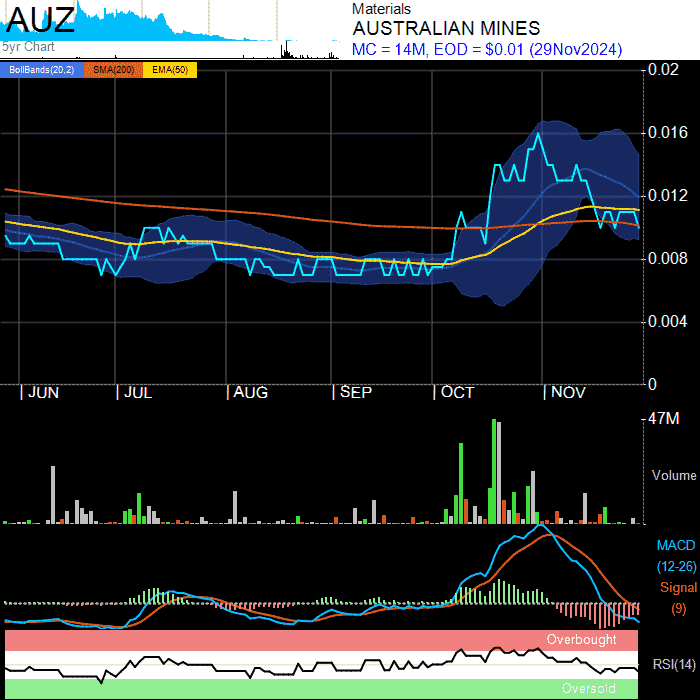 AUZ
5yr Chart
Materials
AUSTRALIAN MINES
MC = 14M, EOD = $0.01 (29Nov2024)
BollBands(20,2) SMA(200) EMA(50)
0.02
0.016
0.012
0.008
0.004
0
JUN JUL AUG SEP OCT NOV
47M
Volume
MACD
(12-26)
Signal
(9)
Overbought
RSI(14)
Oversold